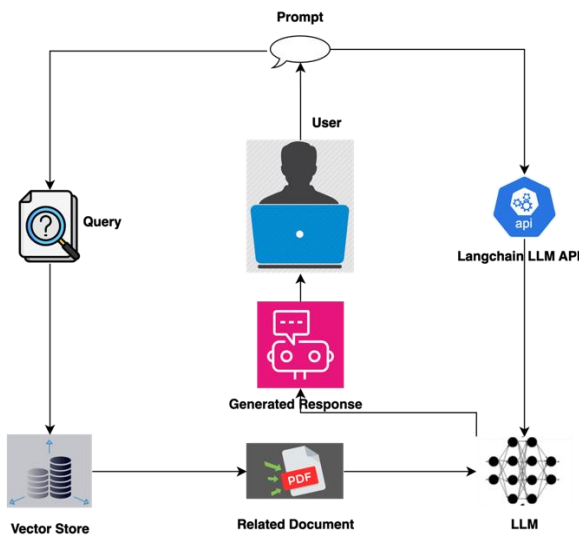 Prompt
User
?
Query
api
Langchain LLM API
Generated Response
PDF
Vector Store
Related Document
LLM